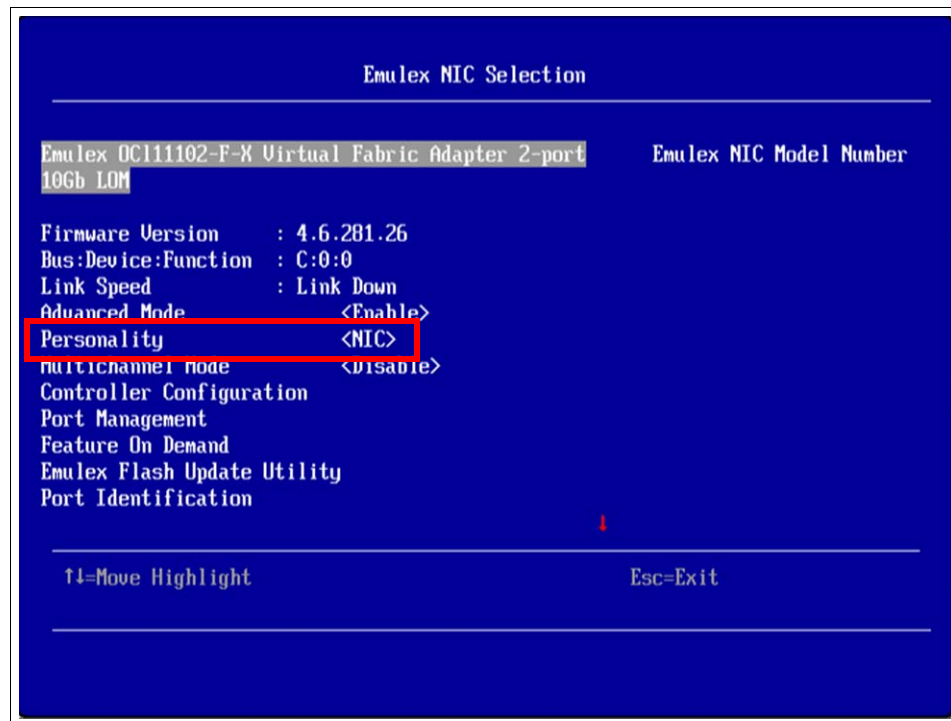 Emulex NIC Selection
Emulex OCl11102-F-X Virtual Fabric Adapter 2-port
10Gb LOM
Emulex NIC Model Number
Firmware Version : 4.6.281.26
Bus:Device:Function : C:0:0
Link Speed : Link Down
Advanced Mode <Enable>
Personality <NIC>
Multichannel Mode <Disable>
Controller Configuration
Port Management
Feature On Demand
Emulex Flash Update Utility
Port Identification
↓
↑↓=Move Highlight Esc=Exit